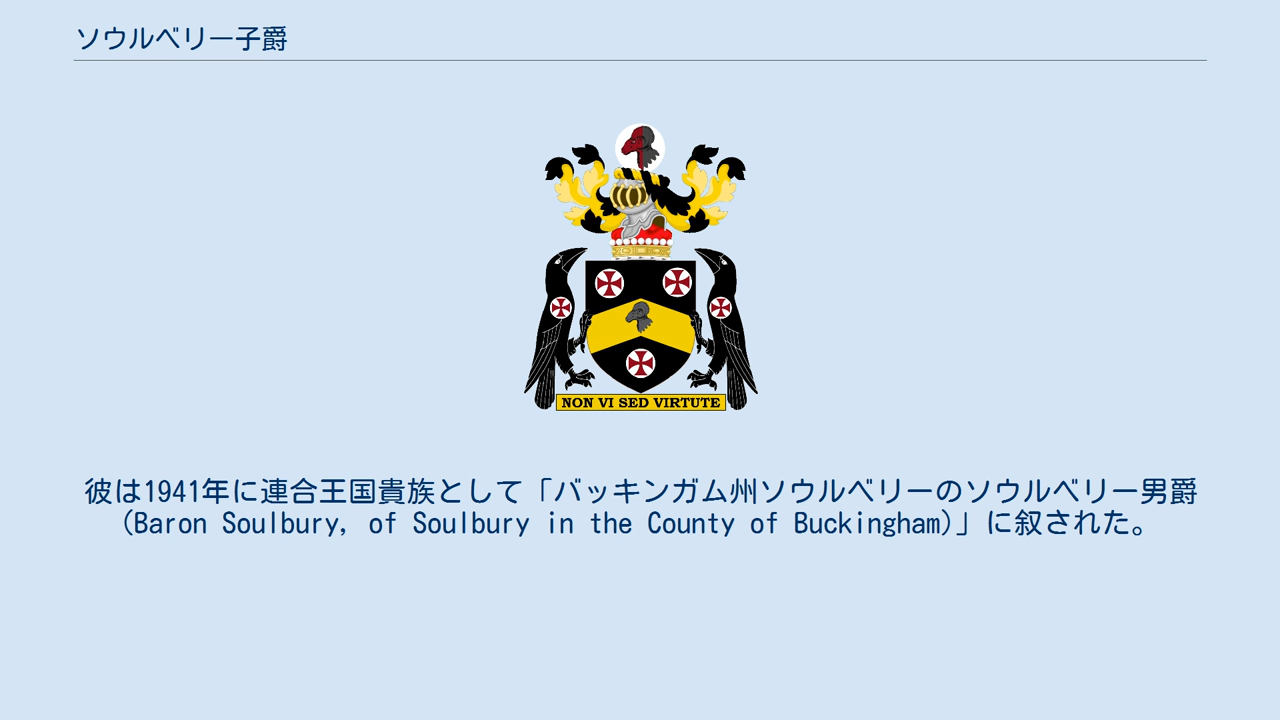 ソウルベリー子爵
NON VI SED VIRTUTE
彼は1941年に連合王国貴族として「バッキンガム州ソウルベリーのソウルベリー男爵
(Baron Soulbury, of Soulbury in the County of Buckingham)」に叙された。